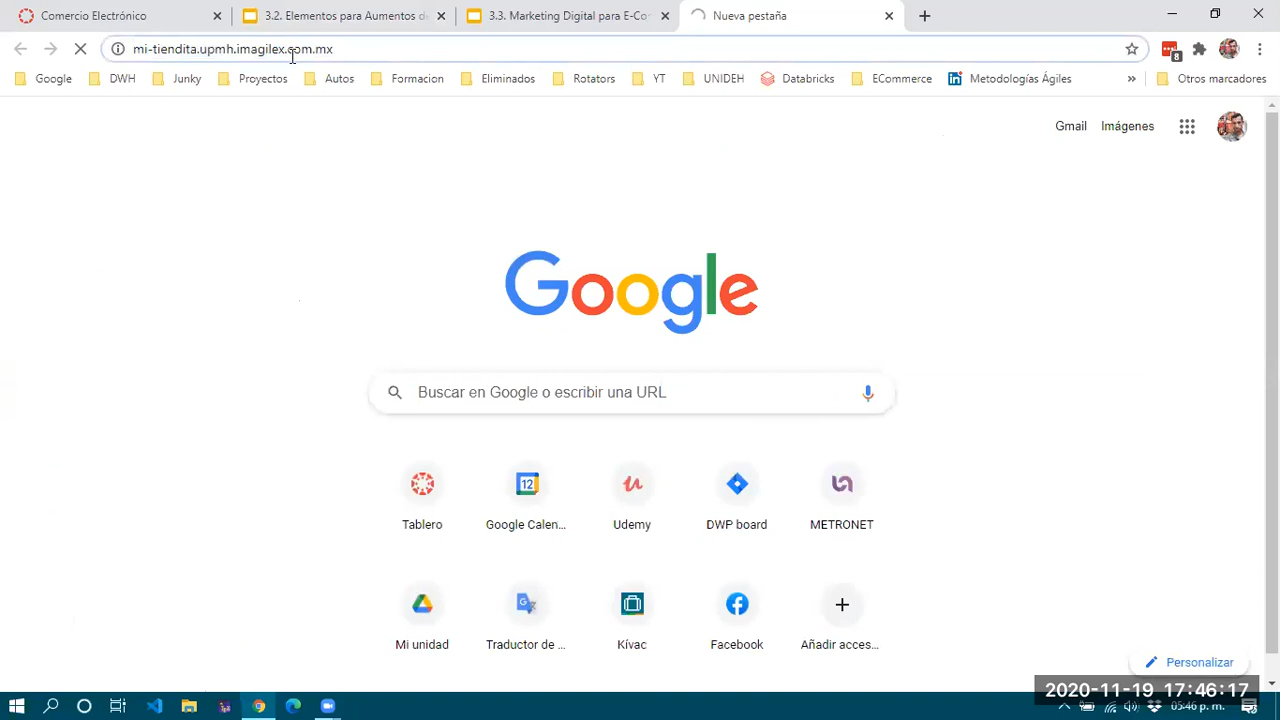 Comercio Electrónico
3.2. Elementos para Aumentos de
3.3. Marketing Digital para E-Co
Nueva pestaña
mi-tiendita.upmh.imagilex.com.mx
8
Google
DWH
Junky
Proyectos
Autos
Formacion
Eliminados
Rotators
YT
UNIDEH
Databricks
ECommerce
Metodologías Ágiles
»
Otros marcadores
Gmail
Imágenes
Google
Buscar en Google o escribir una URL
12
Tablero
Google Calen...
Udemy
DWP board
METRONET
Mi unidad
Traductor de ...
Kívac
Facebook
Añadir acces...
Personalizar
2020-11-19 17:46:17
05:46 p. m.